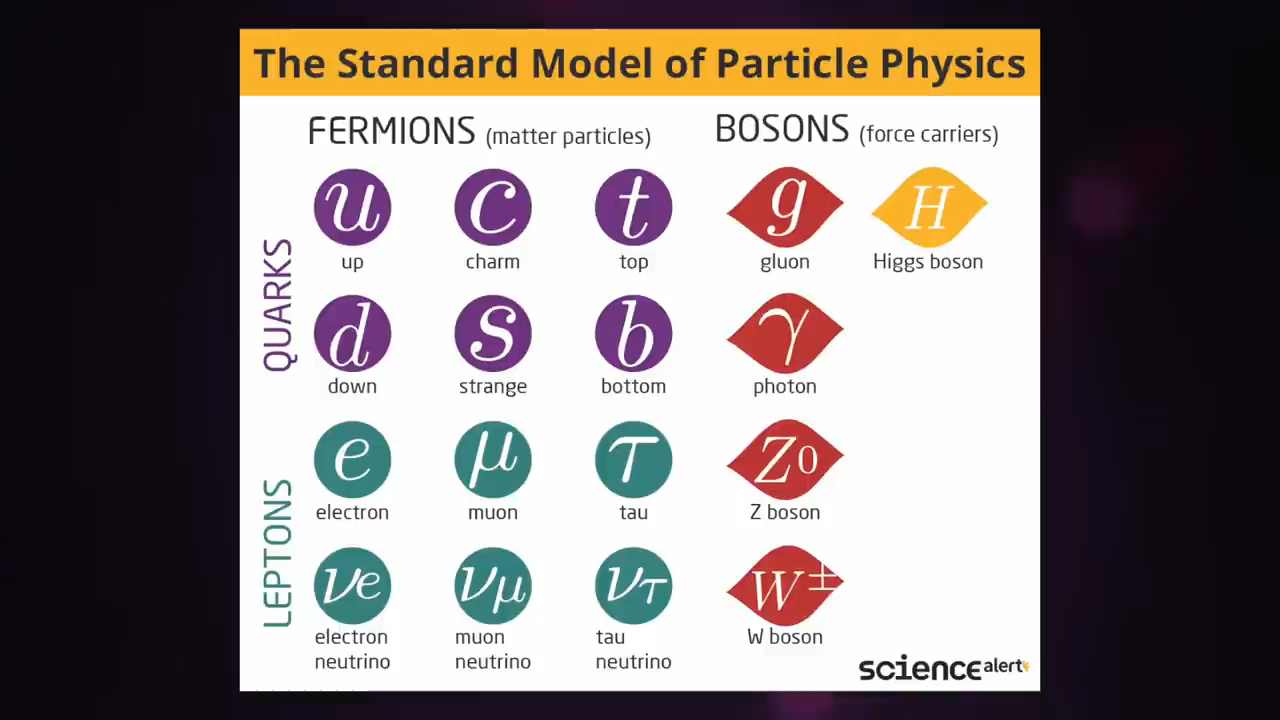 The Standard Model of Particle Physics
FERMIONS (matter particles)
BOSONS (force carriers)
QUARKS
u
c
t
g
H
up
charm
top
gluon
Higgs boson
d
s
b
γ
down
strange
bottom
photon
LEPTONS
e
μ
τ
Z0
electron
muon
tau
Z boson
νe
νμ
ντ
W±
electron
neutrino
muon
neutrino
tau
neutrino
W boson
sciencealert